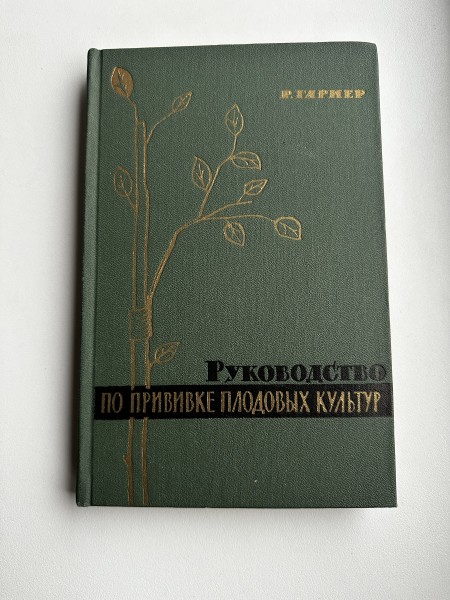 Р. ГАРНЕР
РУКОВОДСТВО
ПО ПРИВИВКЕ ПЛОДОВЫХ КУЛЬТУР